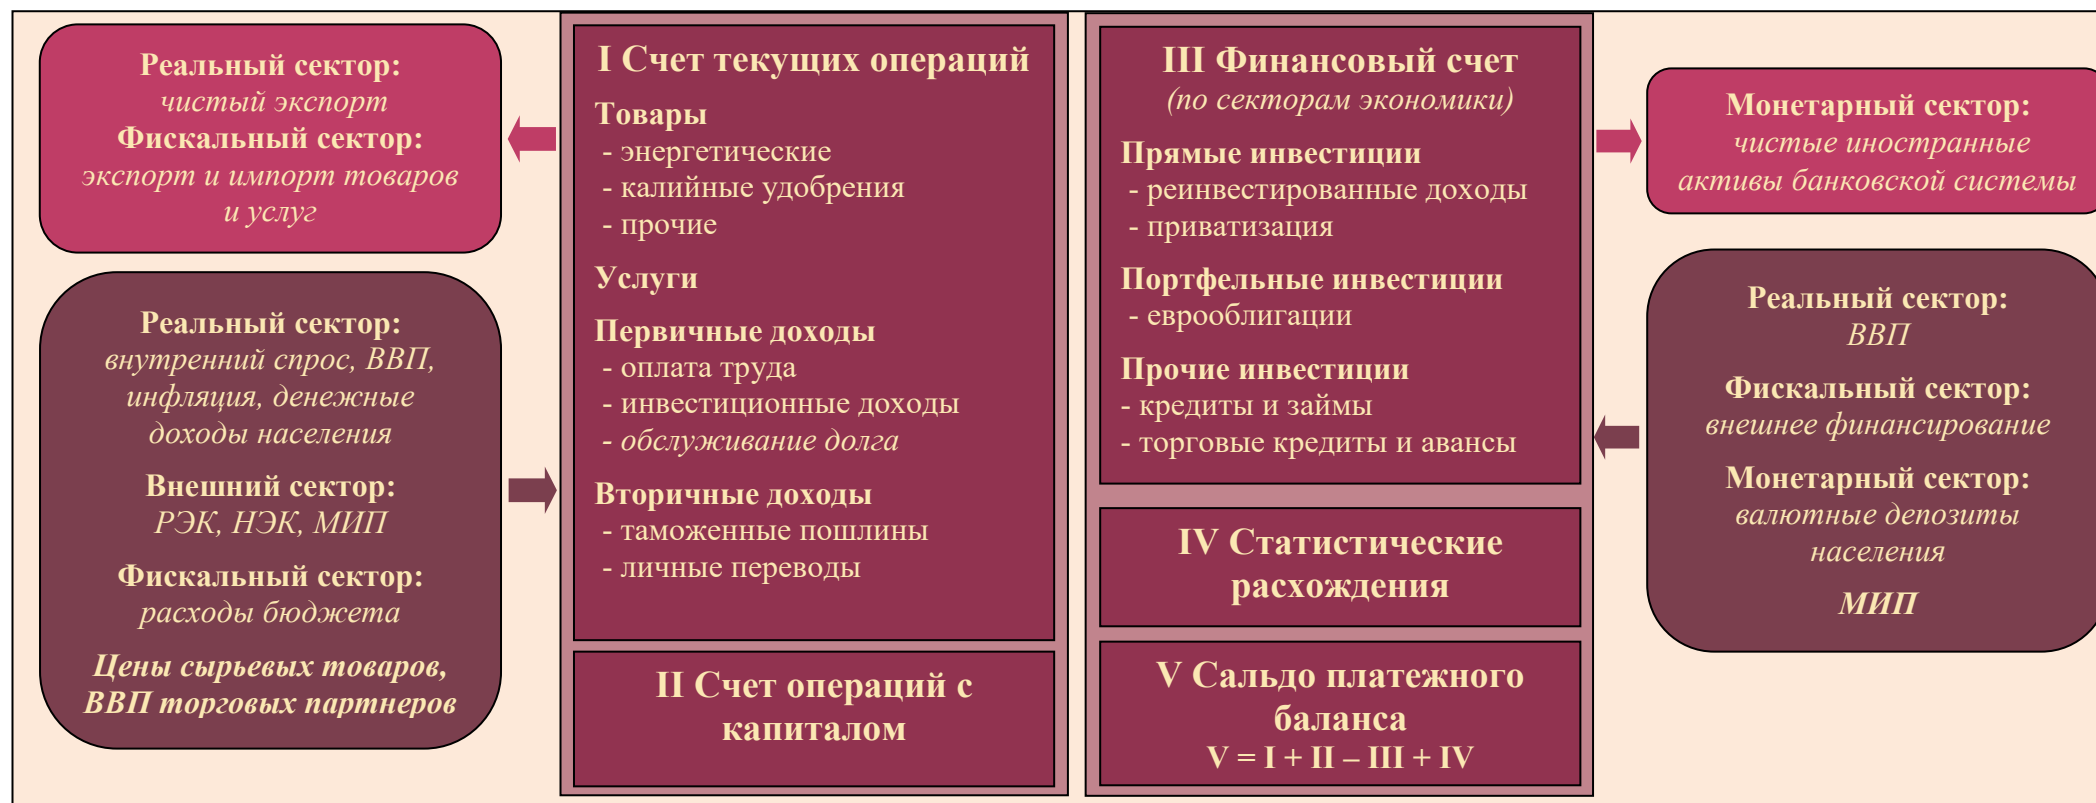 Реальный сектор:
чистый экспорт
Фискальный сектор:
экспорт и импорт товаров
и услуг
Реальный сектор:
внутренний спрос, ВВП,
инфляция, денежные
доходы населения
Внешний сектор:
РЭК, НЭК, МИП
Фискальный сектор:
расходы бюджета
Цены сырьевых товаров,
ВВП торговых партнеров
I Счет текущих операций
Товары
- энергетические
- калийные удобрения
- прочие
Услуги
Первичные доходы
- оплата труда
- инвестиционные доходы
- обслуживание долга
Вторичные доходы
- таможенные пошлины
- личные переводы
II Счет операций с
капиталом
III Финансовый счет
(по секторам экономики)
Прямые инвестиции
- реинвестированные доходы
- приватизация
Портфельные инвестиции
- еврооблигации
Прочие инвестиции
- кредиты и займы
- торговые кредиты и авансы
IV Статистические
расхождения
V Сальдо платежного
баланса
V = I + II – III + IV
Монетарный сектор:
чистые иностранные
активы банковской системы
Реальный сектор:
ВВП
Фискальный сектор:
внешнее финансирование
Монетарный сектор:
валютные депозиты
населения
МИП